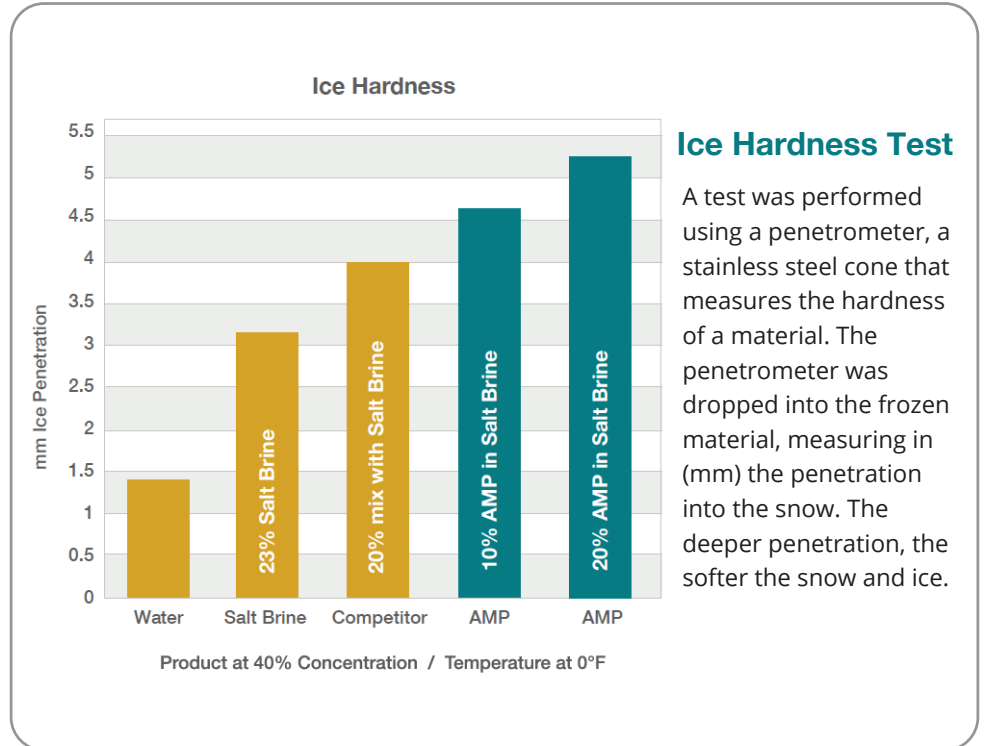 Ice Hardness
5.5
5
4.5
4
3.5
3
2.5
2
1.5
1
0.5
0
mm Ice Penetration
23% Salt Brine
20% mix with Salt Brine
10% AMP in Salt Brine
20% AMP in Salt Brine
Water Salt Brine Competitor AMP AMP
Product at 40% Concentration / Temperature at 0°F
Ice Hardness Test
A test was performed
using a penetrometer, a
stainless steel cone that
measures the hardness
of a material. The
penetrometer was
dropped into the frozen
material, measuring in
(mm) the penetration
into the snow. The
deeper penetration, the
softer the snow and ice.